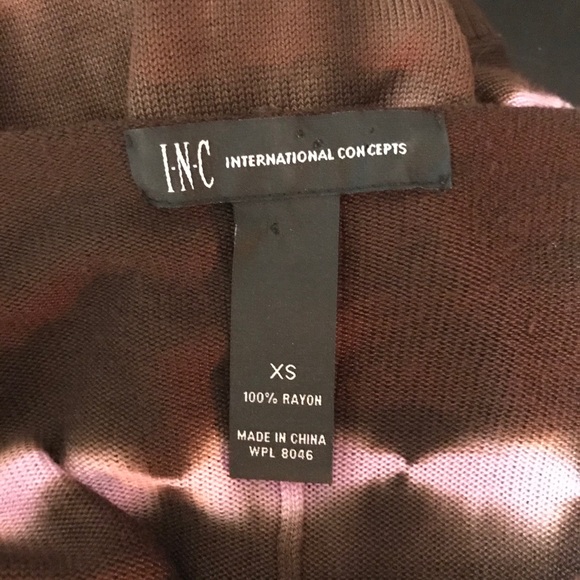 I·N·C INTERNATIONAL CONCEPTS
XS
100% RAYON
MADE IN CHINA
WPL 8046